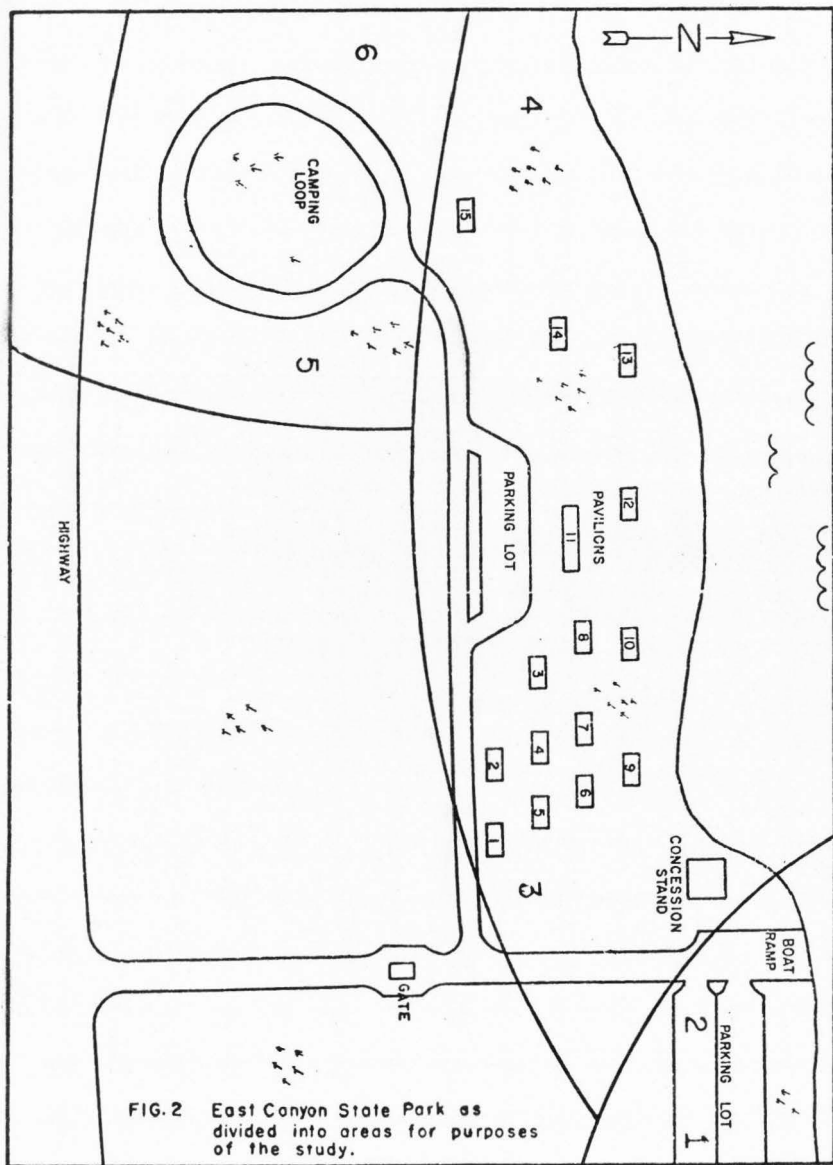 N
6
4
CAMPING
LOOP
15
14
13
5
HIGHWAY
PARKING LOT
PAVILIONS
12
11
10
8
3
7
4
9
2
6
5
1
3
CONCESSION
STAND
BOAT
RAMP
GATE
2
PARKING LOT
1
FIG. 2 East Canyon State Park as
divided into areas for purposes
of the study.